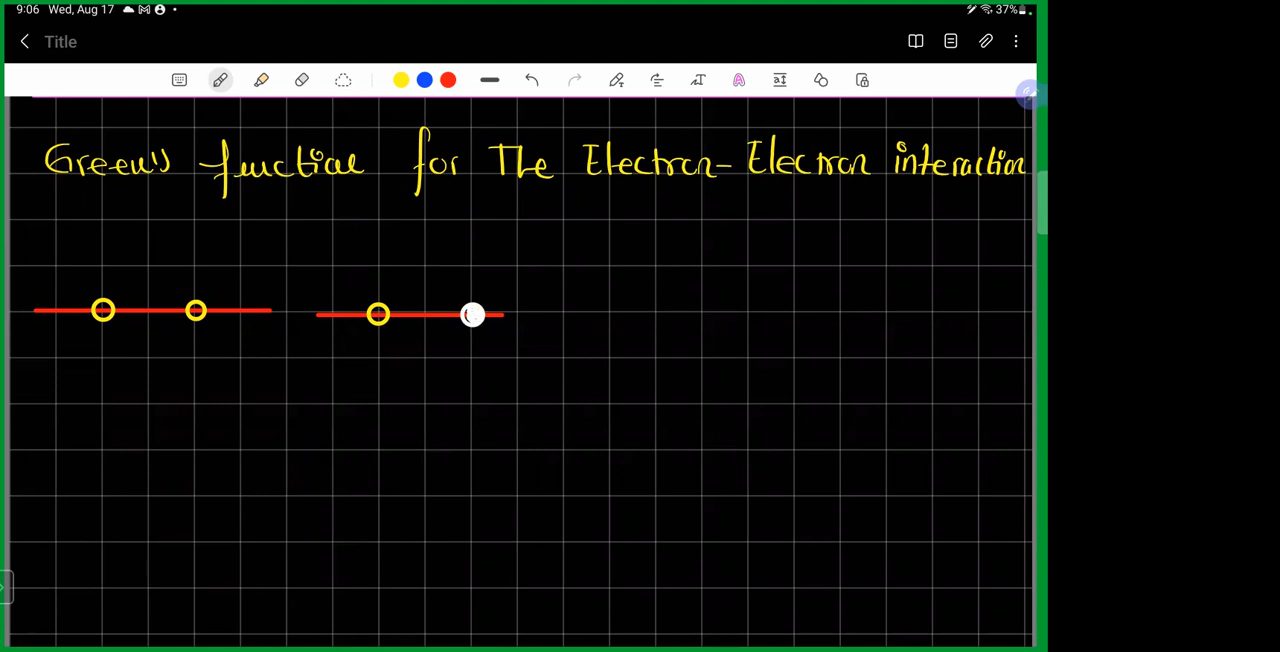 9:06 Wed, Aug 17
37%
Title
Green's function for The Electron-Electron interaction